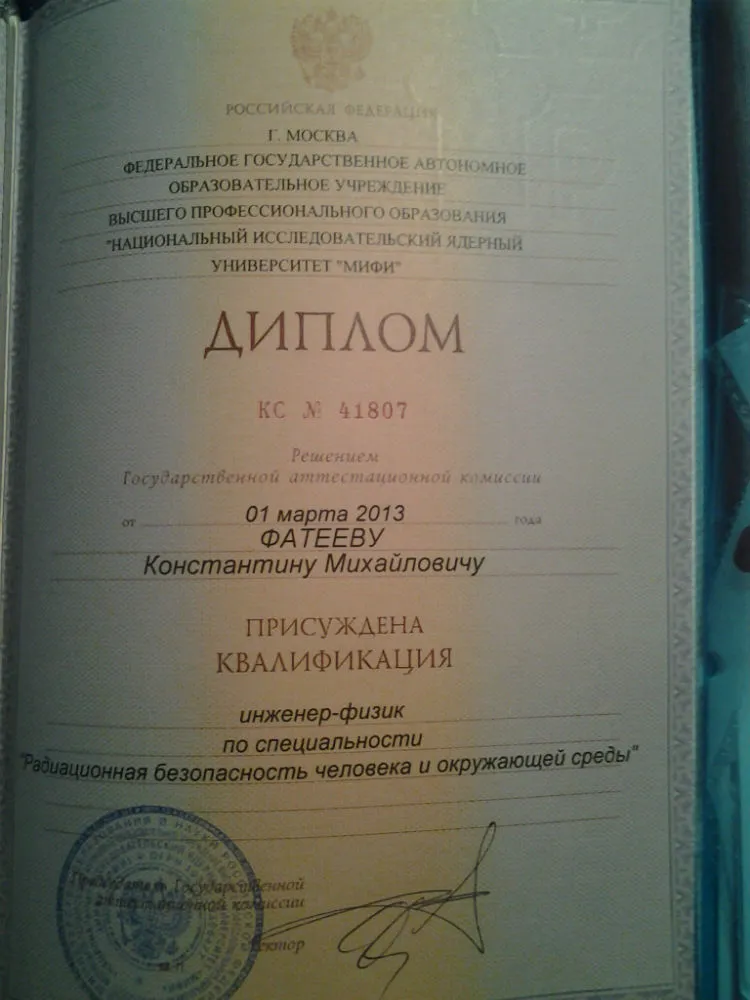 РОССИЙСКАЯ ФЕДЕРАЦИЯ
Г. МОСКВА
ФЕДЕРАЛЬНОЕ ГОСУДАРСТВЕННОЕ АВТОНОМНОЕ
ОБРАЗОВАТЕЛЬНОЕ УЧРЕЖДЕНИЕ
ВЫСШЕГО ПРОФЕССИОНАЛЬНОГО ОБРАЗОВАНИЯ
"НАЦИОНАЛЬНЫЙ ИССЛЕДОВАТЕЛЬСКИЙ ЯДЕРНЫЙ
УНИВЕРСИТЕТ "МИФИ"
ДИПЛОМ
КС № 41807
Решением
Государственной аттестационной комиссии
от 01 марта 2013 года
ФАТЕЕВУ
Константину Михайловичу
ПРИСУЖДЕНА
КВАЛИФИКАЦИЯ
инженер-физик
по специальности
"Радиационная безопасность человека и окружающей среды"
Председатель Государственной
аттестационной комиссии
Ректор
М.П.